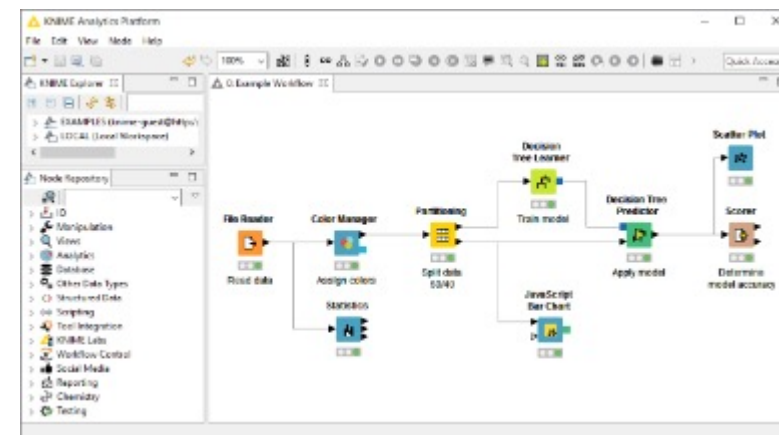 KNIME Analytics Platform
File Edit View Node Help
100%
Quick Access
KNIME Explorer
EXAMPLES (knime-guest@http
LOCAL (Local Workspace)
Node Repository
IO
Manipulation
Views
Analytics
Database
Other Data Types
Structured Data
Scripting
Tool Integration
KNIME Labs
Workflow Control
Social Media
Reporting
Chemistry
Testing
0: Example Workflow
File Reader
Read data
Color Manager
Assign colors
Statistics
Partitioning
Split data
Decision
Tree Learner
Train model
JavaScript
Bar Chart
Decision Tree
Predictor
Apply model
Scatter Plot
Scorer
Determine
model accuracy